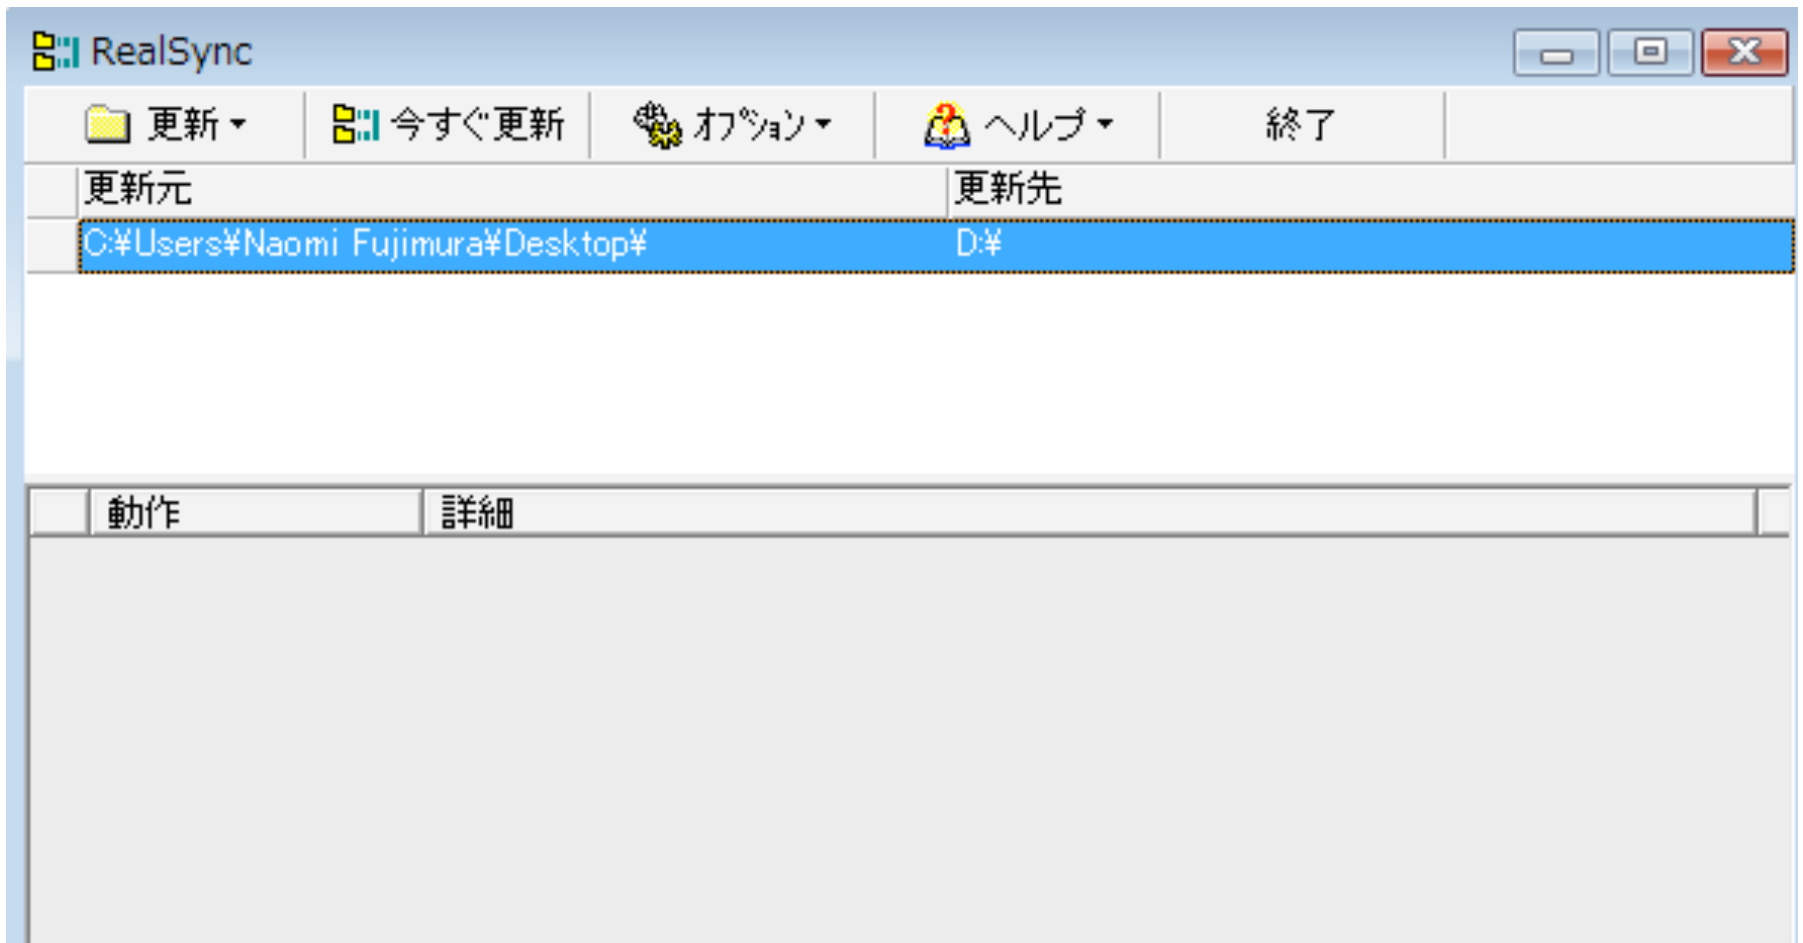 RealSync
更新 今すぐ更新 オプション ヘルプ 終了
更新元 更新先
C:¥Users¥Naomi Fujimura¥Desktop¥ D:¥
動作 詳細